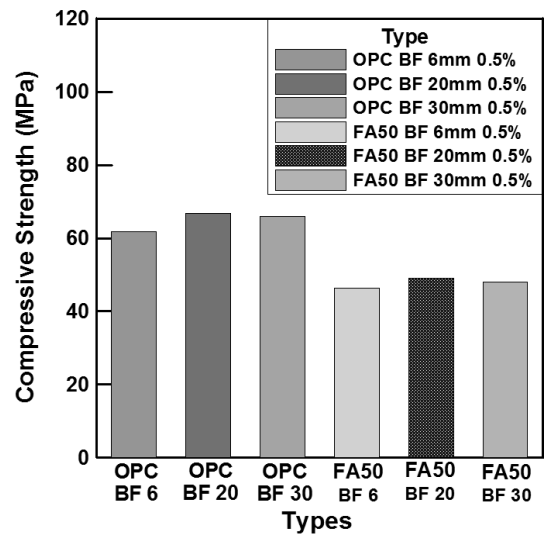 120
100
80
60
40
20
0
Compressive Strength (MPa)
Type
OPC BF 6mm 0.5%
OPC BF 20mm 0.5%
OPC BF 30mm 0.5%
FA50 BF 6mm 0.5%
FA50 BF 20mm 0.5%
FA50 BF 30mm 0.5%
OPC
BF 6
OPC
BF 20
OPC
BF 30
FA50
BF 6
FA50
BF 20
FA50
BF 30
Types